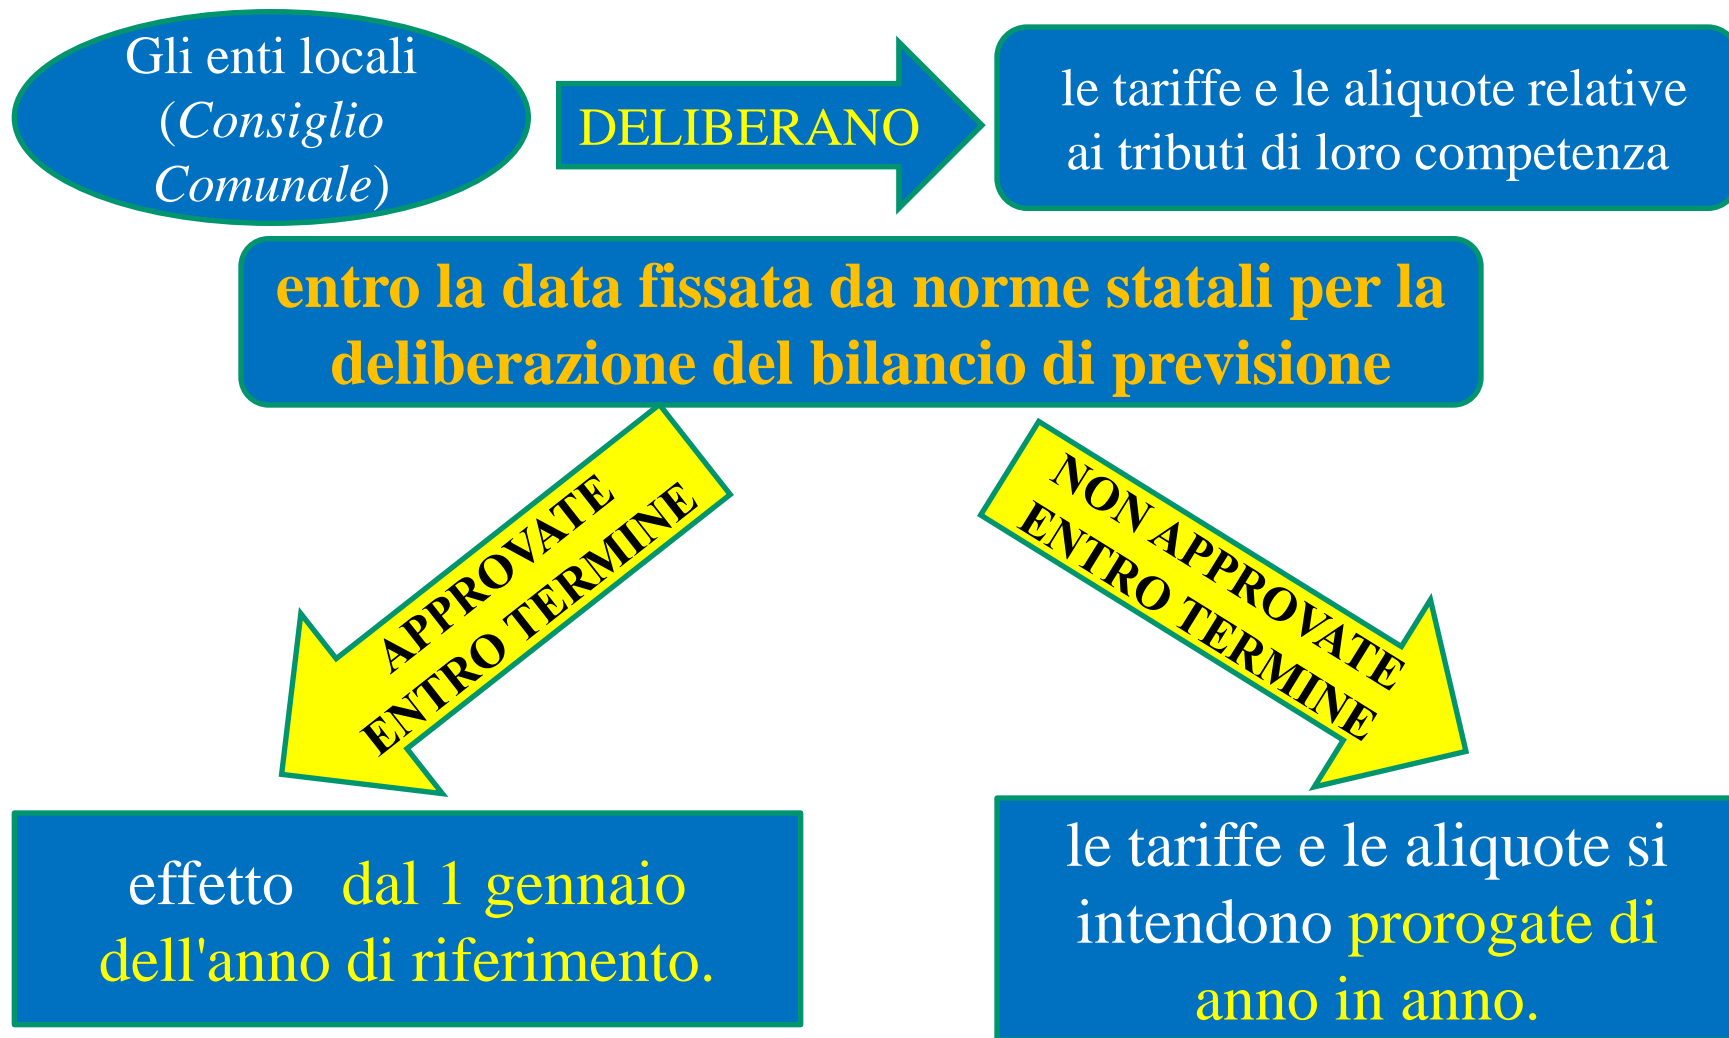 Gli enti locali
(Consiglio
Comunale)
DELIBERANO
le tariffe e le aliquote relative
ai tributi di loro competenza
entro la data fissata da norme statali per la
deliberazione del bilancio di previsione
APPROVATE
ENTRO TERMINE
NON APPROVATE
ENTRO TERMINE
effetto dal 1 gennaio
dell'anno di riferimento.
le tariffe e le aliquote si
intendono prorogate di
anno in anno.